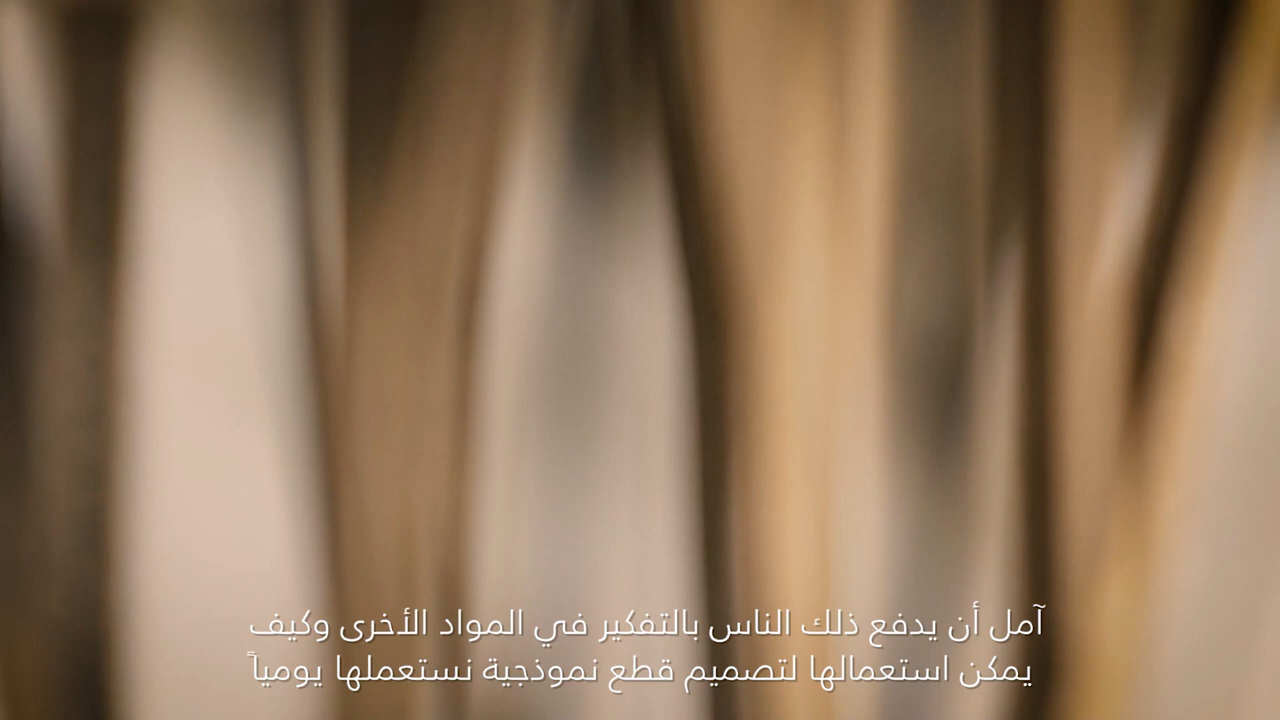 آمل أن يدفع ذلك الناس بالتفكير في المواد الأخرى وكيف
يمكن استعمالها لتصميم قطع نموذجية نستعملها يومياً